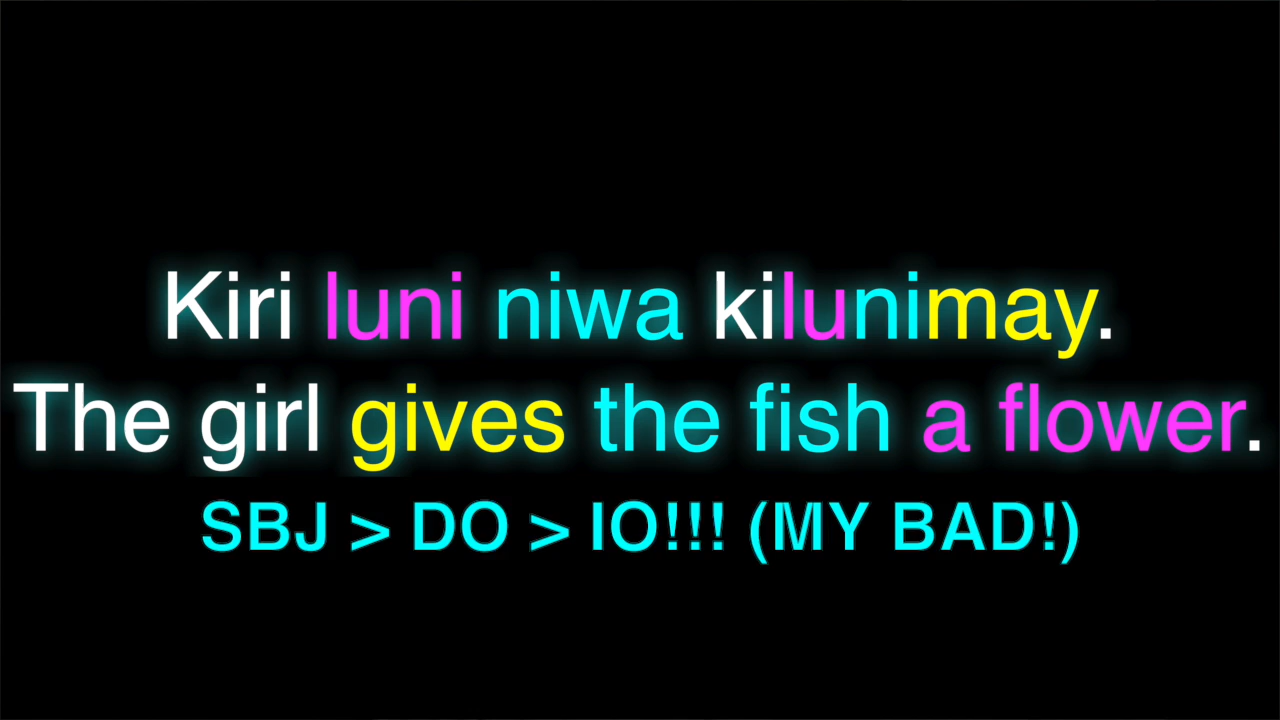 Kiri luni niwa kilunimay.
The girl gives the fish a flower.
SBJ > DO > IO!!! (MY BAD!)